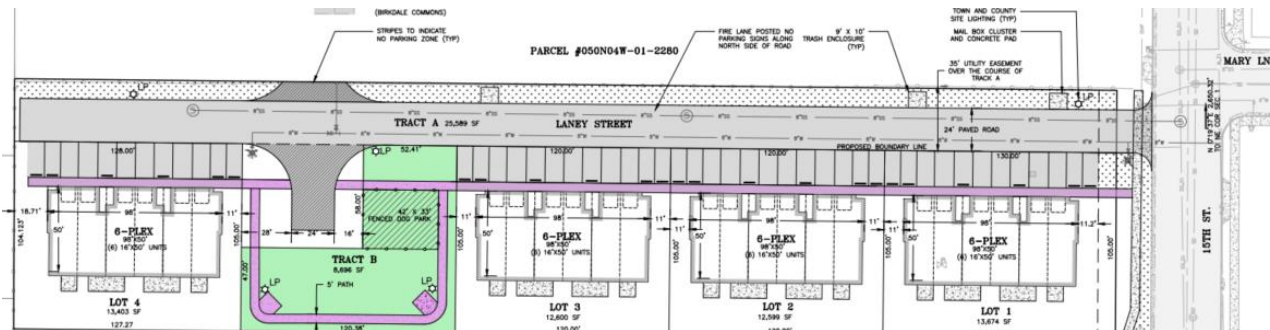 (BIRKDALE COMMONS)
STRIPES TO INDICATE
NO PARKING ZONE (TYP)
PARCEL #050N04W-01-2280
FIRE LANE POSTED NO
PARKING SIGNS ALONG
NORTH SIDE OF ROAD
9' X 10'
TRASH ENCLOSURE
(TYP)
TOWN AND COUNTY
SITE LIGHTING (TYP)
MAIL BOX CLUSTER
AND CONCRETE PAD
35' UTILITY EASEMENT
OVER THE COURSE OF
TRACK A
MARY LN
LP
LP
TRACT A 25,589 SF
LANEY STREET
24' PAVED ROAD
PROPOSED BOUNDARY LINE
LP
128.00'
52.41'
120.00'
120.00'
130.00'
15TH ST.
18.71'
104.123'
98'
50'
6-PLEX
98'X50'
(6) 16'X50' UNITS
11'
105.00'
28'
24'
16'
58.00'
42' X 33'
FENCED DOG PARK
11'
105.00'
98'
50'
6-PLEX
98'X50'
(6) 16'X50' UNITS
11'
11'
105.00'
98'
50'
6-PLEX
98'X50'
(6) 16'X50' UNITS
11'
11'
105.00'
98'
50'
6-PLEX
98'X50'
(6) 16'X50' UNITS
11.2'
105.00'
47.00'
TRACT B
8,696 SF
LP
LP
5' PATH
LOT 4
13,403 SF
127.27
120.38'
LOT 3
12,600 SF
120.00'
LOT 2
12,599 SF
LOT 1
13,674 SF